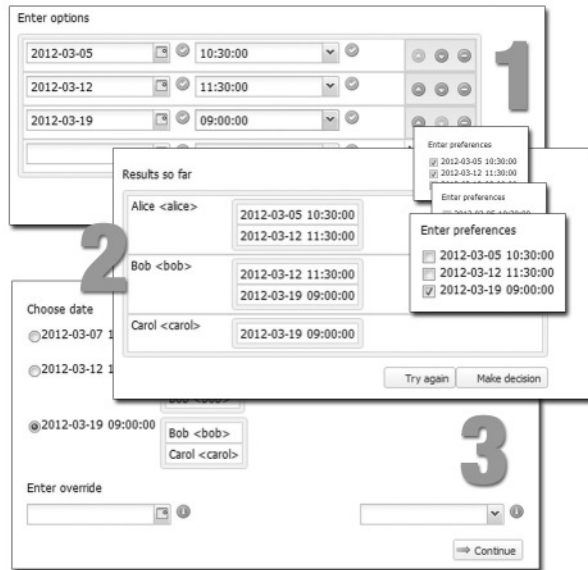 Enter options
2012-03-05 10:30:00
2012-03-12 11:30:00
2012-03-19 09:00:00
1
Enter preferences
2012-03-05 10:30:00
2012-03-12 11:30:00
Enter preferences
Enter preferences
2012-03-05 10:30:00
2012-03-12 11:30:00
2012-03-19 09:00:00
2
Results so far
Alice <alice>
2012-03-05 10:30:00
2012-03-12 11:30:00
Bob <bob>
2012-03-12 11:30:00
2012-03-19 09:00:00
Carol <carol>
2012-03-19 09:00:00
Try again Make decision
3
Choose date
2012-03-07 1
2012-03-12 1
2012-03-19 09:00:00
Bob <bob>
Carol <carol>
Enter override
Continue